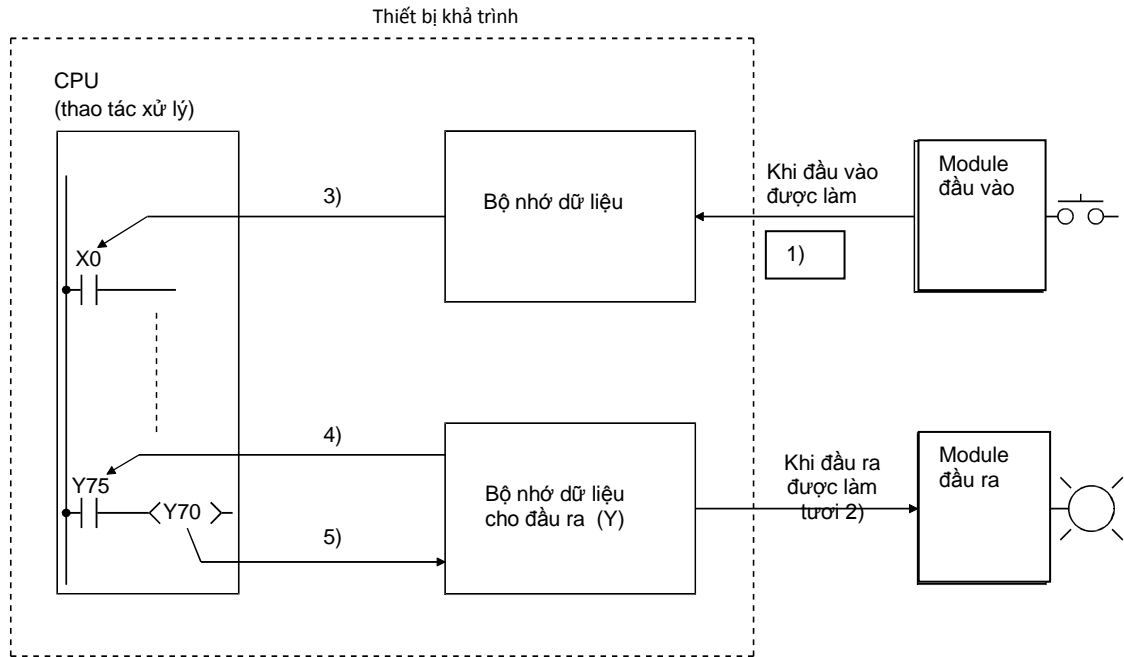 Thiết bị khả trình
CPU
(thao tác xử lý)
3)
Bộ nhớ dữ liệu
Khi đầu vào
được làm
1)
Module
đầu vào
X0
4)
Y75
Y70
5)
Bộ nhớ dữ liệu
cho đầu ra (Y)
Khi đầu ra
được làm
tươi 2)
Module
đầu ra